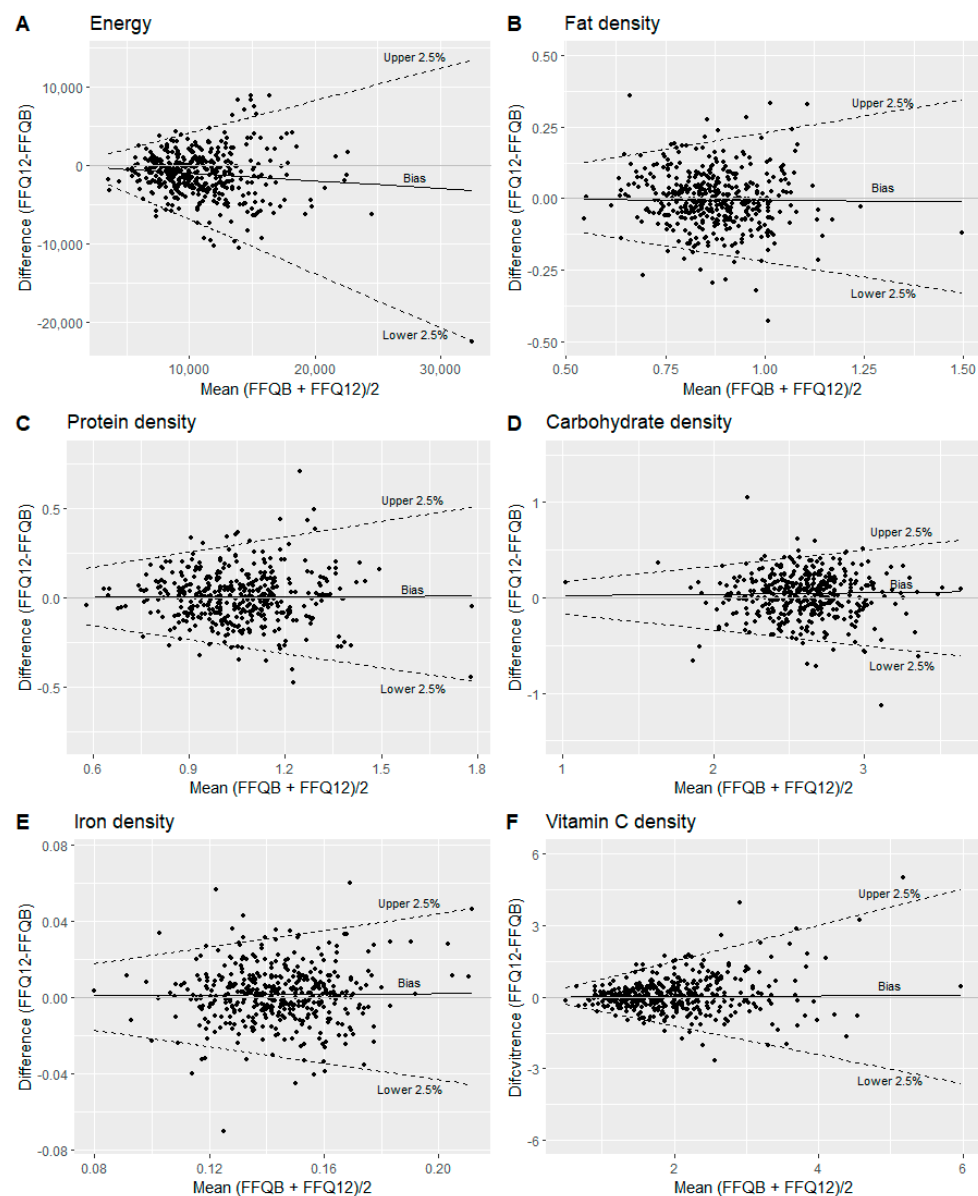 A Energy
Difference (FFQ12-FFQB)
10,000
0
-10,000
-20,000
Upper 2.5%
Bias
Lower 2.5%
10,000 20,000 30,000
Mean (FFQB + FFQ12)/2
B Fat density
Difference (FFQ12-FFQB)
0.50
0.25
0.00
-0.25
-0.50
Upper 2.5%
Bias
Lower 2.5%
0.50 0.75 1.00 1.25 1.50
Mean (FFQB + FFQ12)/2
C Protein density
Difference (FFQ12-FFQB)
0.5
0.0
-0.5
Upper 2.5%
Bias
Lower 2.5%
0.6 0.9 1.2 1.5 1.8
Mean (FFQB + FFQ12)/2
D Carbohydrate density
Difference (FFQ12-FFQB)
1
0
-1
Upper 2.5%
Bias
Lower 2.5%
1 2 3
Mean (FFQB + FFQ12)/2
E Iron density
Difference (FFQ12-FFQB)
0.08
0.04
0.00
-0.04
-0.08
Upper 2.5%
Bias
Lower 2.5%
0.08 0.12 0.16 0.20
Mean (FFQB + FFQ12)/2
F Vitamin C density
Difcvitrence (FFQ12-FFQB)
6
3
0
-3
-6
Upper 2.5%
Bias
Lower 2.5%
2 4 6
Mean (FFQB + FFQ12)/2